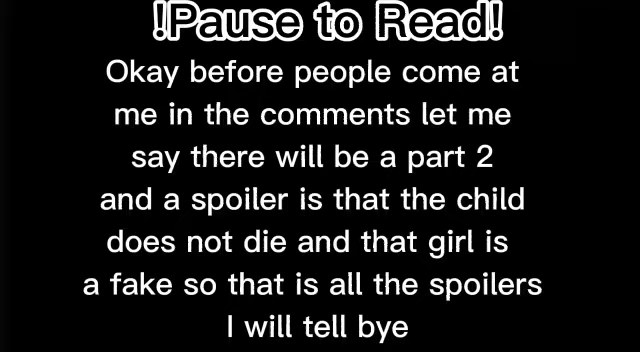 !Pause to Read!
Okay before people come at
me in the comments let me
say there will be a part 2
and a spoiler is that the child
does not die and that girl is
a fake so that is all the spoilers
I will tell bye